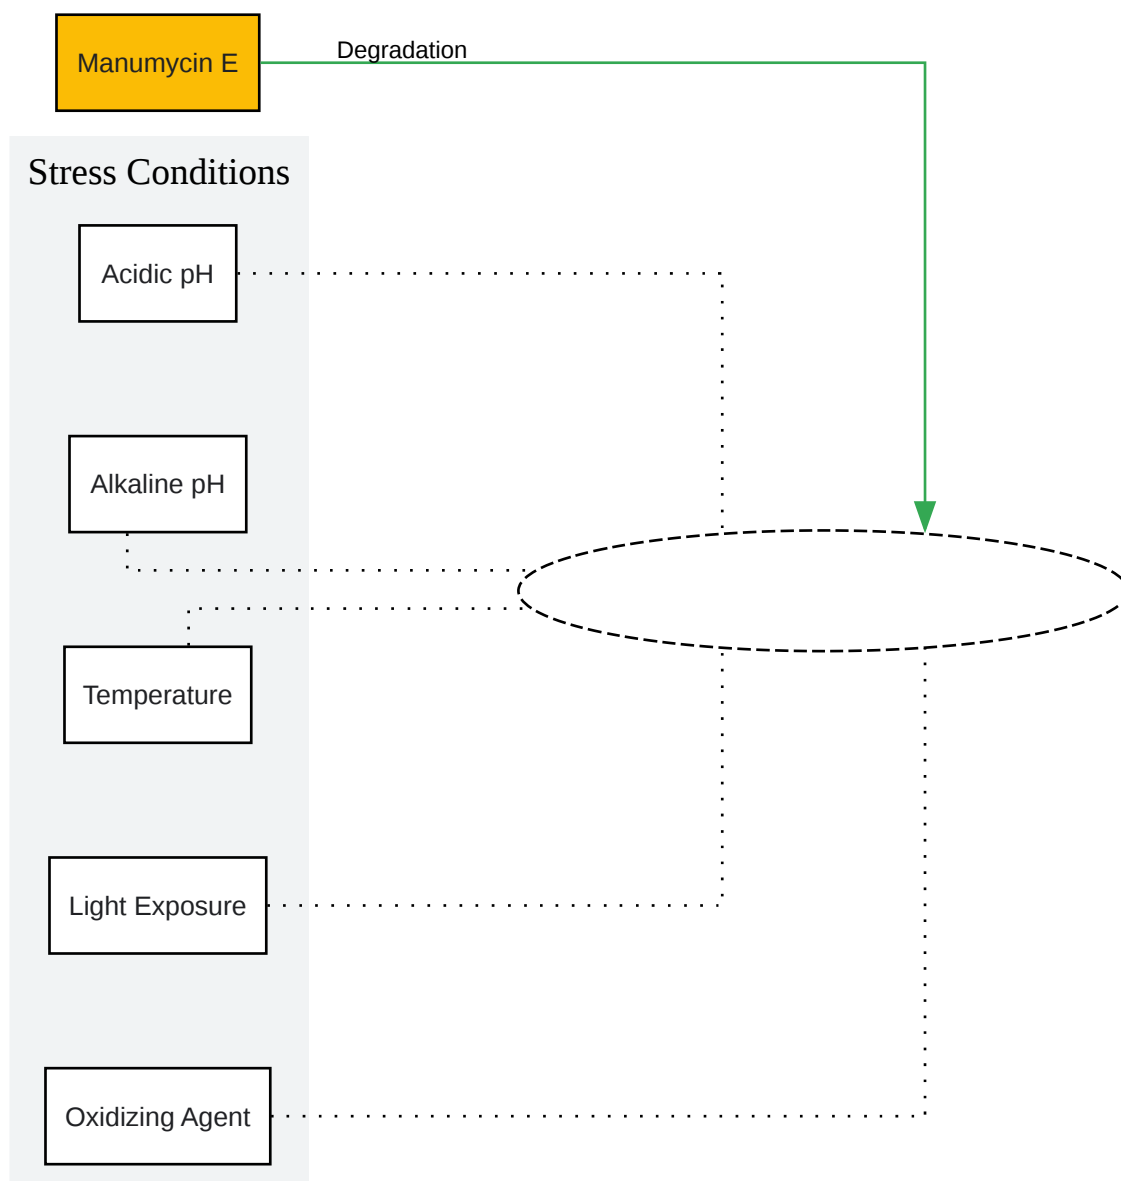 Manumycin E
Degradation
Stress Conditions
Acidic pH
Alkaline pH
Temperature
Light Exposure
Oxidizing Agent